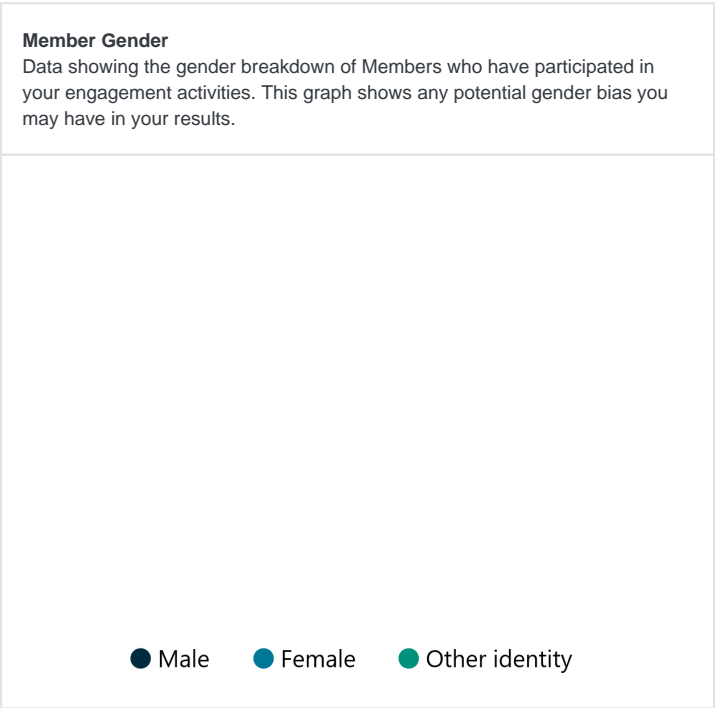 Member Gender
Data showing the gender breakdown of Members who have participated in
your engagement activities. This graph shows any potential gender bias you
may have in your results.
Male Female Other identity